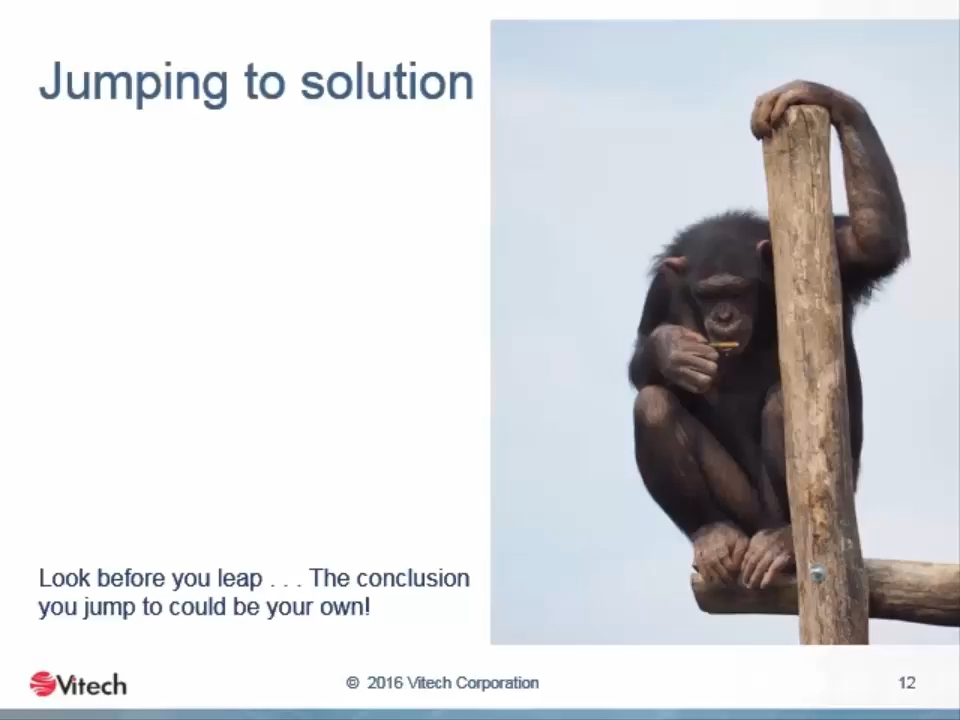 Jumping to solution
Look before you leap . . . The conclusion
you jump to could be your own!
Vitech
© 2016 Vitech Corporation
12